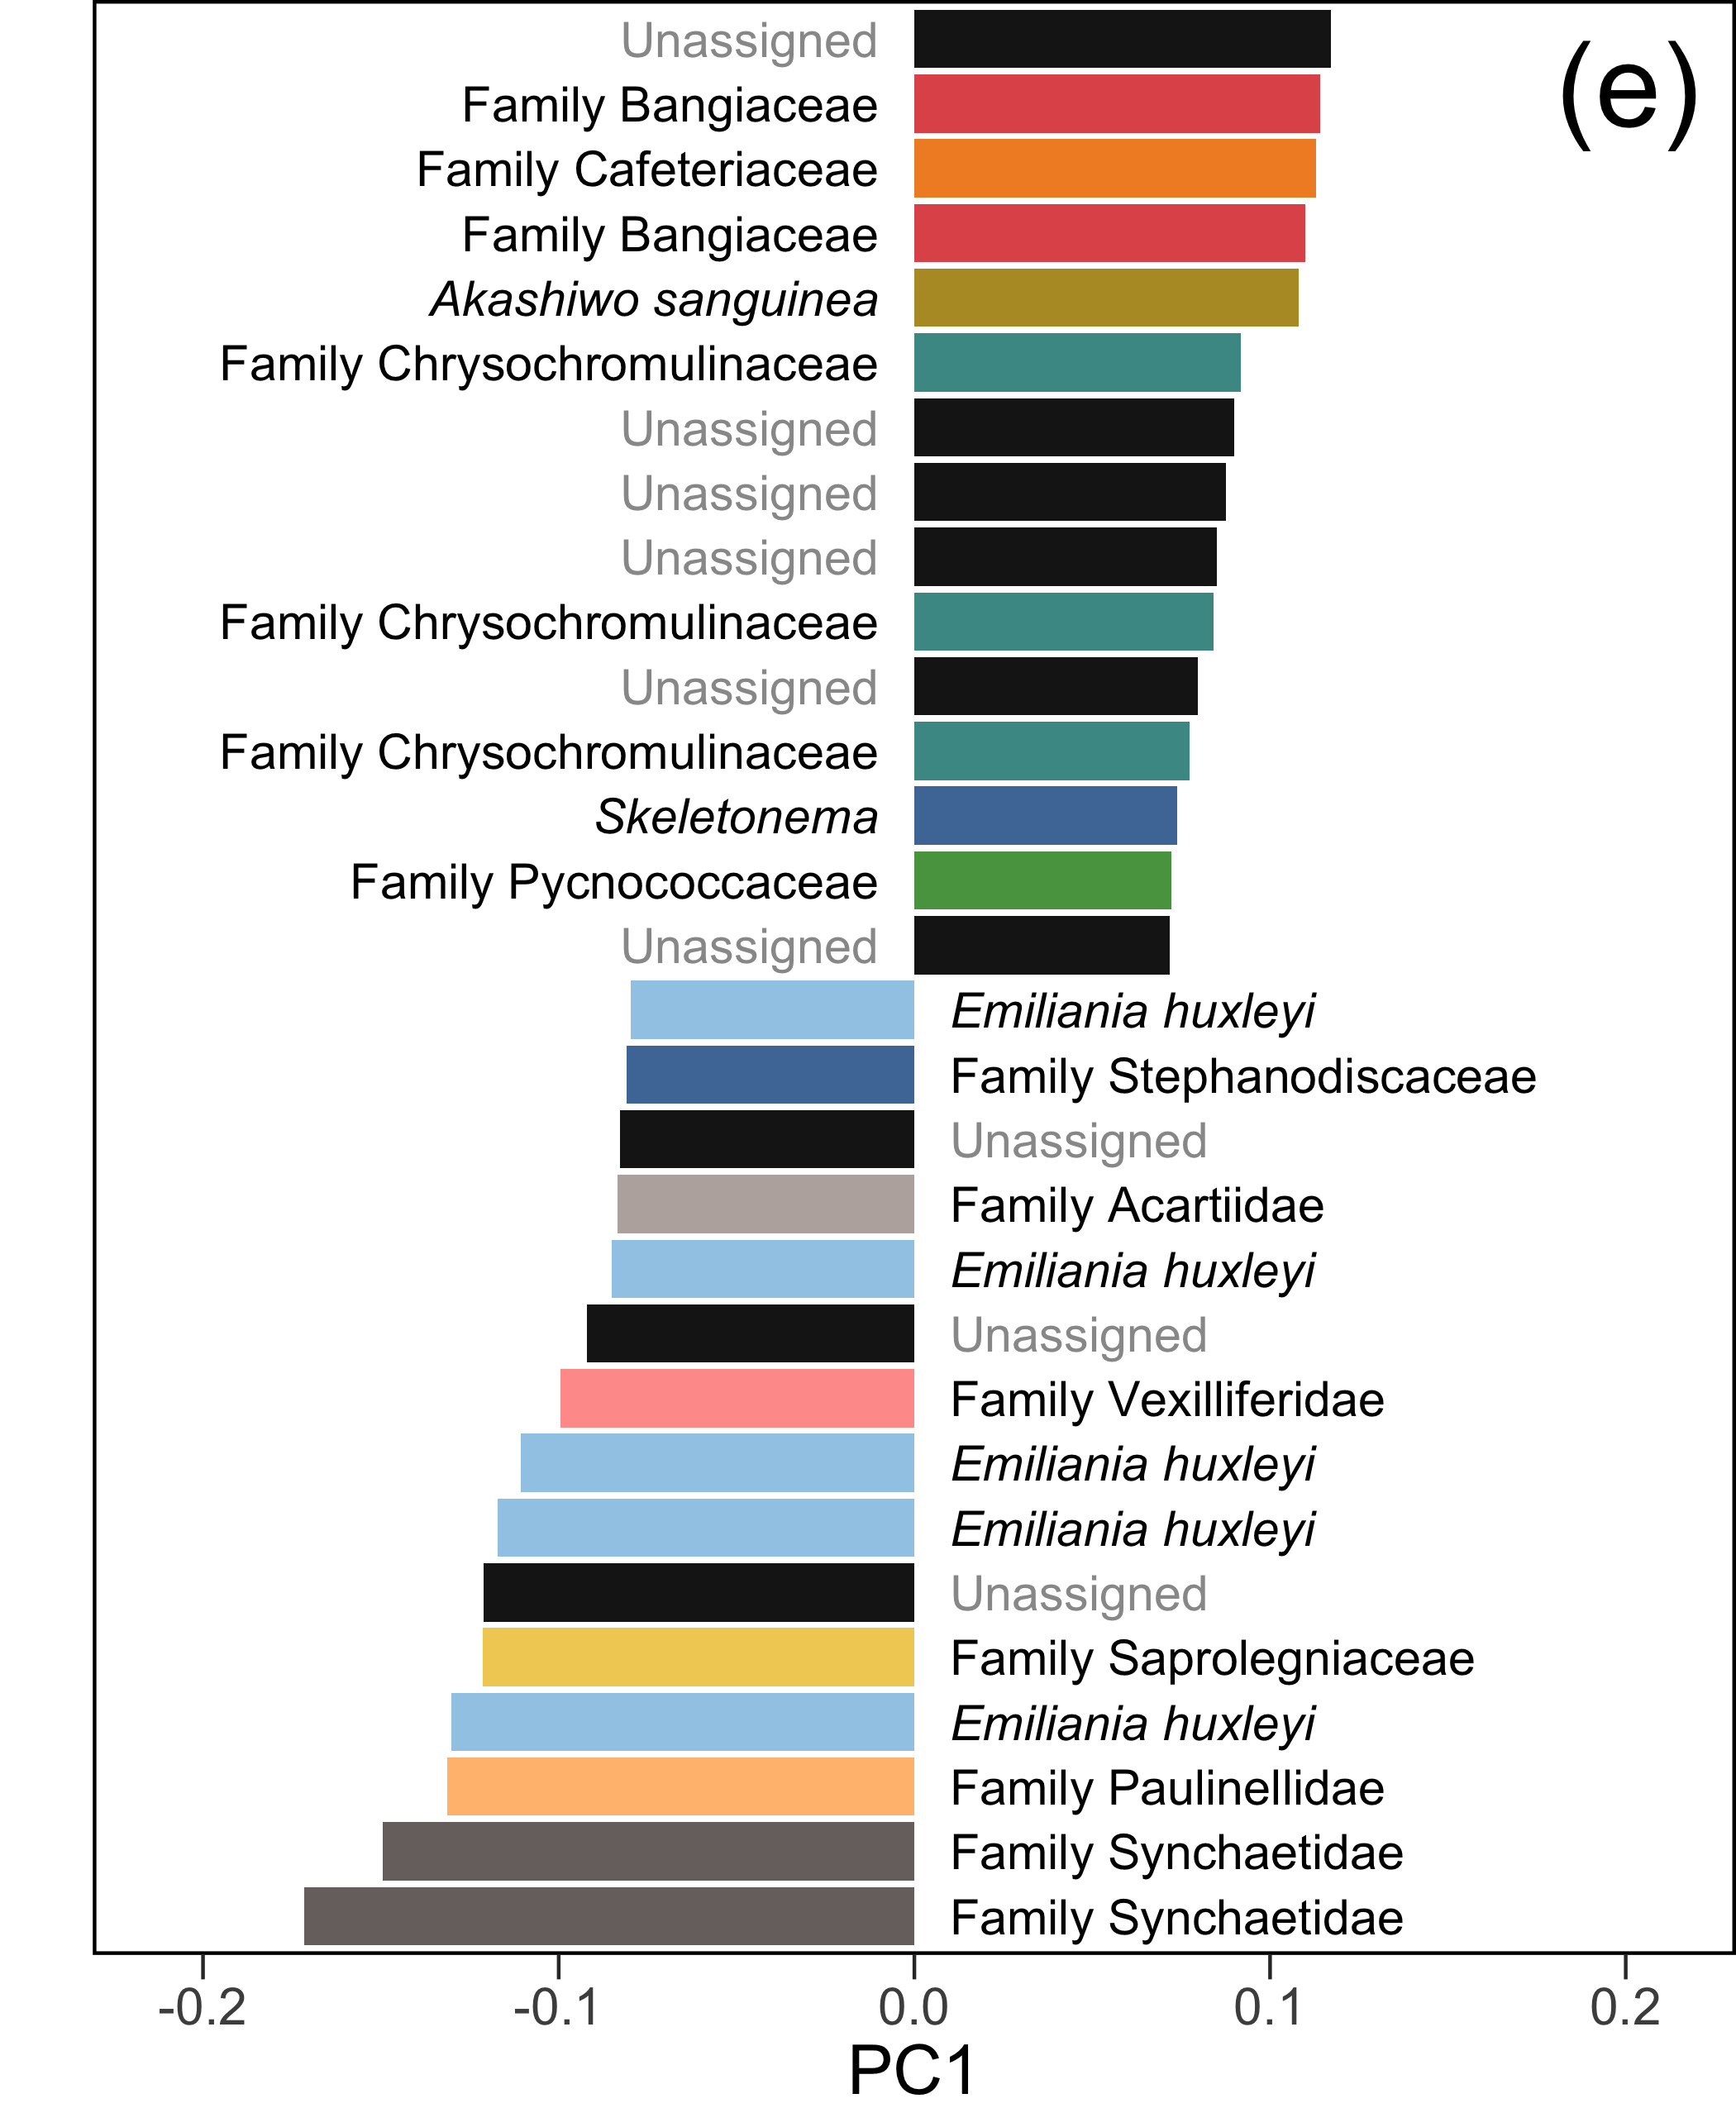 Unassigned
(e)
Family Bangiaceae
Family Cafeteriaceae
Family Bangiaceae
Akashiwo sanguinea
Family Chrysochromulinaceae
Unassigned
Unassigned
Unassigned
Family Chrysochromulinaceae
Unassigned
Family Chrysochromulinaceae
Skeletonema
Family Pycnococcaceae
Unassigned
Emiliania huxleyi
Family Stephanodiscaceae
Unassigned
Family Acartiidae
Emiliania huxleyi
Unassigned
Family Vexilliferidae
Emiliania huxleyi
Emiliania huxleyi
Unassigned
Family Saprolegniaceae
Emiliania huxleyi
Family Paulinellidae
Family Synchaetidae
Family Synchaetidae
-0.2 -0.1 0.0 0.1 0.2
PC1